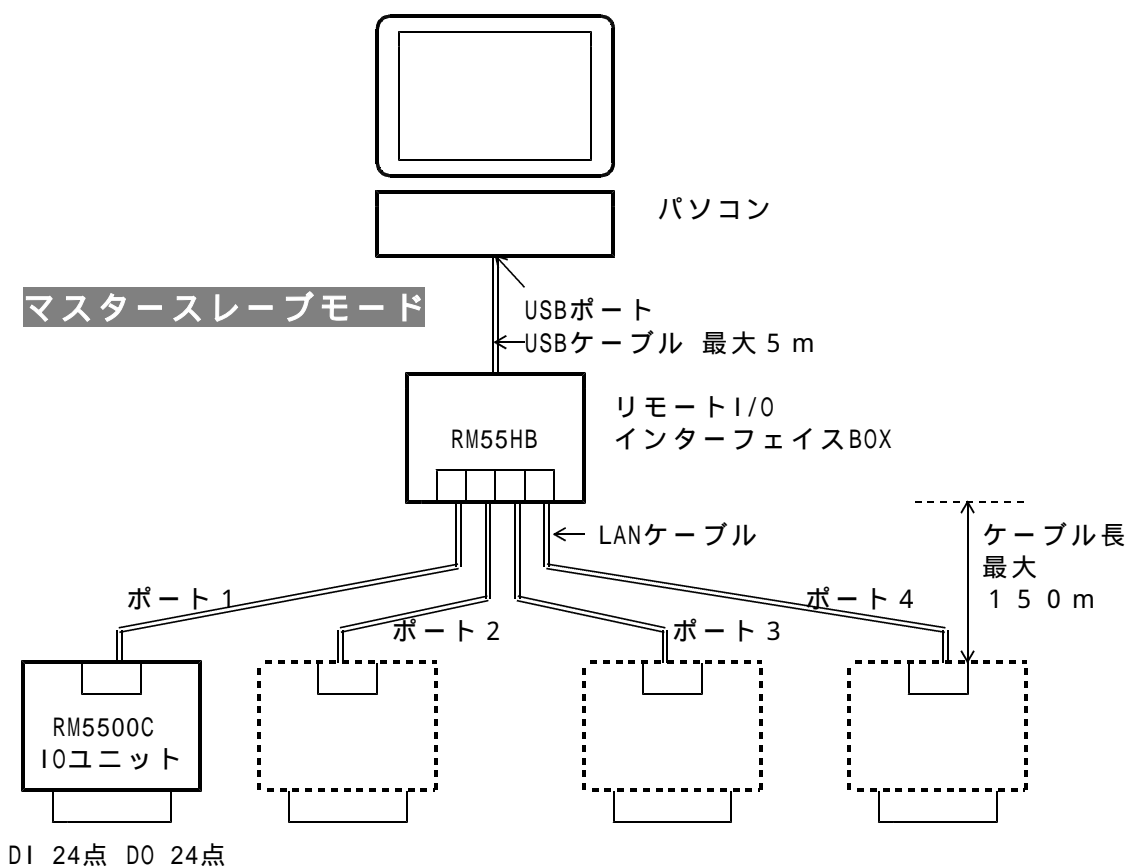 パソコン
マスタースレーブモード
USBポート
USBケーブル 最大５ｍ
リモートI/O
インターフェイスBOX
RM55HB
LANケーブル
ケーブル長
最大
１５０ｍ
ポート１
ポート２
ポート３
ポート４
RM5500C
IOユニット
DI 24点 DO 24点